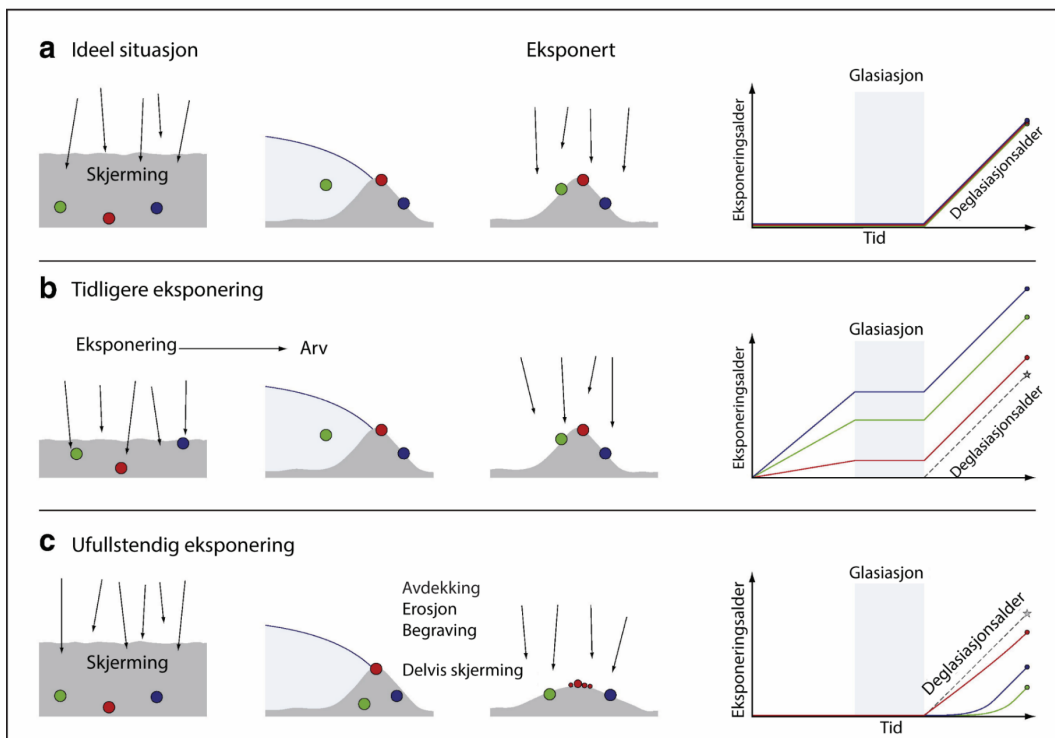 a Ideel situasjon
Eksponert
Skjerming
Glasiasjon
Eksponeringsalder
Deglasiasjonsalder
Tid
b Tidligere eksponering
Eksponering
Arv
Glasiasjon
Eksponeringsalder
Deglasiasjonsalder
c Ufullstendig eksponering
Skjerming
Avdekking
Erosjon
Begraving
Delvis skjerming
Glasiasjon
Eksponeringsalder
Deglasiasjonsalder
Tid